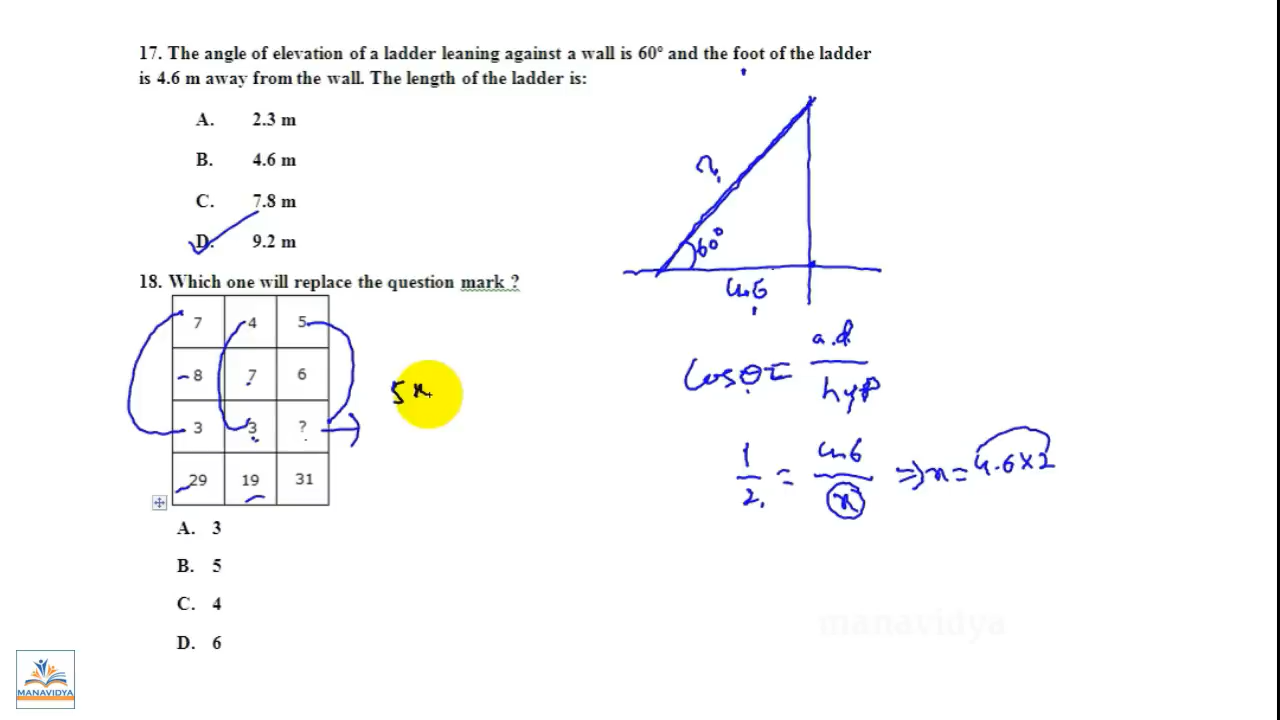 17. The angle of elevation of a ladder leaning against a wall is 60° and the foot of the ladder
is 4.6 m away from the wall. The length of the ladder is:
A. 2.3 m
B. 4.6 m
C. 7.8 m
D. 9.2 m
?
60°
4.6
18. Which one will replace the question mark ?
7 4 5
8 7 6
3 3 ?
29 19 31
5x
cosθ = ad / hyp
1/2 = 4.6/x ⇒ x = 4.6×2
A. 3
B. 5
C. 4
D. 6
manavidya
MANAVIDYA